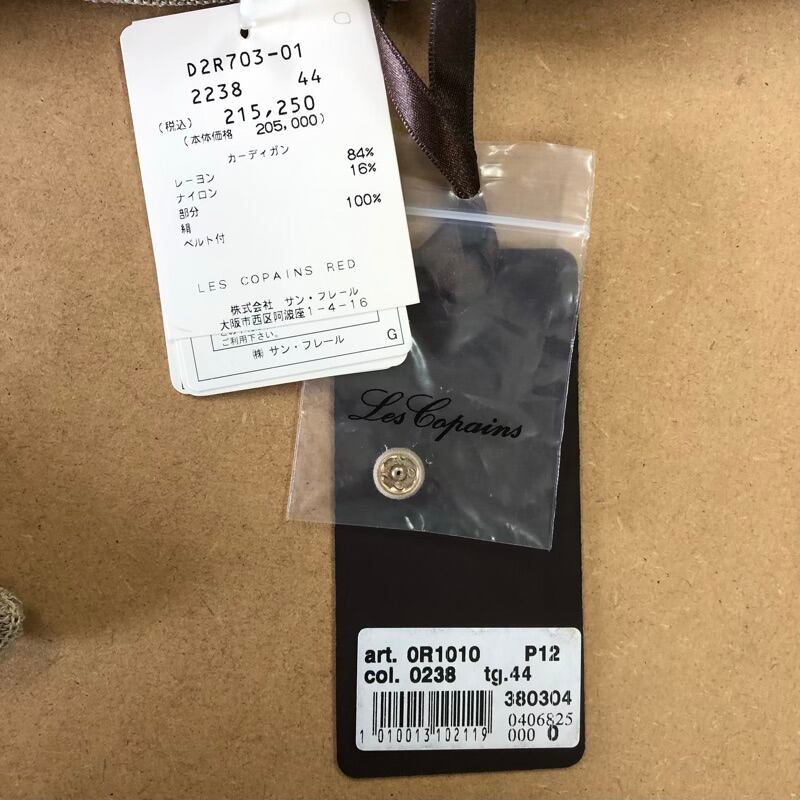 D2R703-01
2238 44
(税込) 215,250
(本体価格 205,000)
カーディガン
レーヨン 84%
ナイロン 16%
部分
絹 100%
ベルト付
LES COPAINS RED
株式会社 サン・フレール
大阪市西区阿波座1-4-16
ご利用下さい。
㈱ サン・フレール G
Les Copains
art. 0R1010 P12
col. 0238 tg.44
380304
0406825
000 0
1 010013 102119